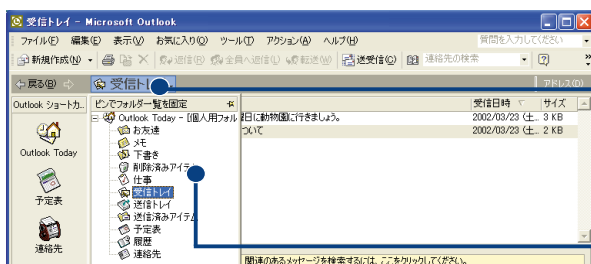 受信トレイ - Microsoft Outlook
ファイル(F) 編集(E) 表示(V) お気に入り(O) ツール(T) アクション(A) ヘルプ(H) 質問を入力してください
新規作成(N) 返信(R) 全員へ返信(L) 転送(W) 送受信(C) 連絡先の検索
戻る(B) 受信トレ アドレス(D)
Outlook ショートカ.. ピンでフォルダ一覧を固定 受信日時 サイズ
Outlook Today - [個人用フォル 曜日に動物園に行きましょう。 2002/03/23 (土... 3 KB
お友達 ついて 2002/03/23 (土... 2 KB
メモ
下書き
Outlook Today
削除済みアイテム
仕事
受信トレイ
予定表
送信トレイ
送信済みアイテム
予定表
履歴
連絡先
連絡先
関連のあるメッセージを検索するには、ここをクリックしてください。